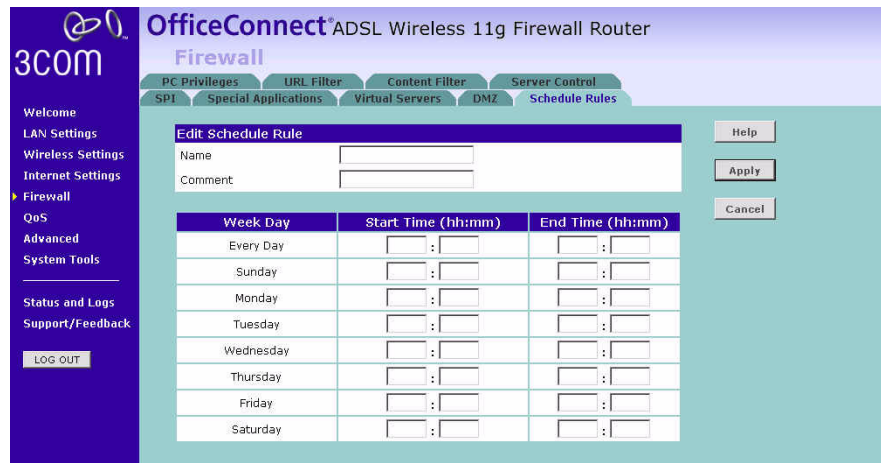 3COM
OfficeConnect® ADSL Wireless 11g Firewall Router
Firewall
PC Privileges URL Filter Content Filter Server Control
SPI Special Applications Virtual Servers DMZ Schedule Rules
Welcome
LAN Settings
Wireless Settings
Internet Settings
Firewall
QoS
Advanced
System Tools
Status and Logs
Support/Feedback
LOG OUT
Edit Schedule Rule
Name
Comment
Week Day Start Time (hh:mm) End Time (hh:mm)
Every Day : :
Sunday : :
Monday : :
Tuesday : :
Wednesday : :
Thursday : :
Friday : :
Saturday : :
Help
Apply
Cancel